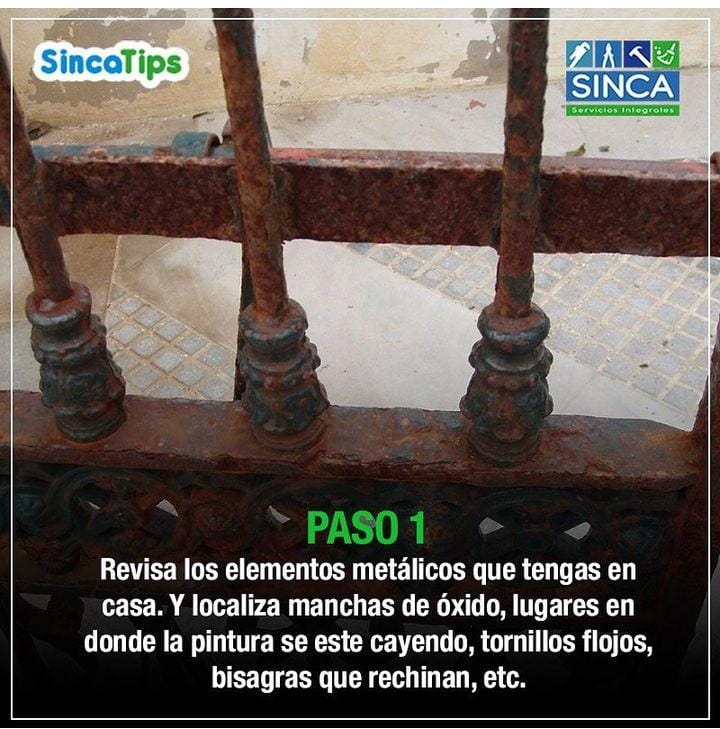 SincaTips
SINCA
Servicios Integrales
PASO 1
Revisa los elementos metálicos que tengas en
casa. Y localiza manchas de óxido, lugares en
donde la pintura se este cayendo, tornillos flojos,
bisagras que rechinan, etc.